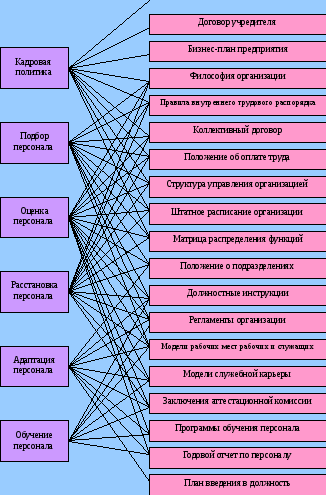 Кадровая
политика
Подбор
персонала
Оценка
персонала
Расстановка
персонала
Адаптация
персонала
Обучение
персонала
Договор учредителя
Бизнес-план предприятия
Философия организации
Правила внутреннего трудового распорядка
Коллективный договор
Положение об оплате труда
Структура управления организацией
Штатное расписание организации
Матрица распределения функций
Положение о подразделениях
Должностные инструкции
Регламенты организации
Модели рабочих мест рабочих и служащих
Модели служебной карьеры
Заключения аттестационной комиссии
Программы обучения персонала
Годовой отчет по персоналу
План введения в должность